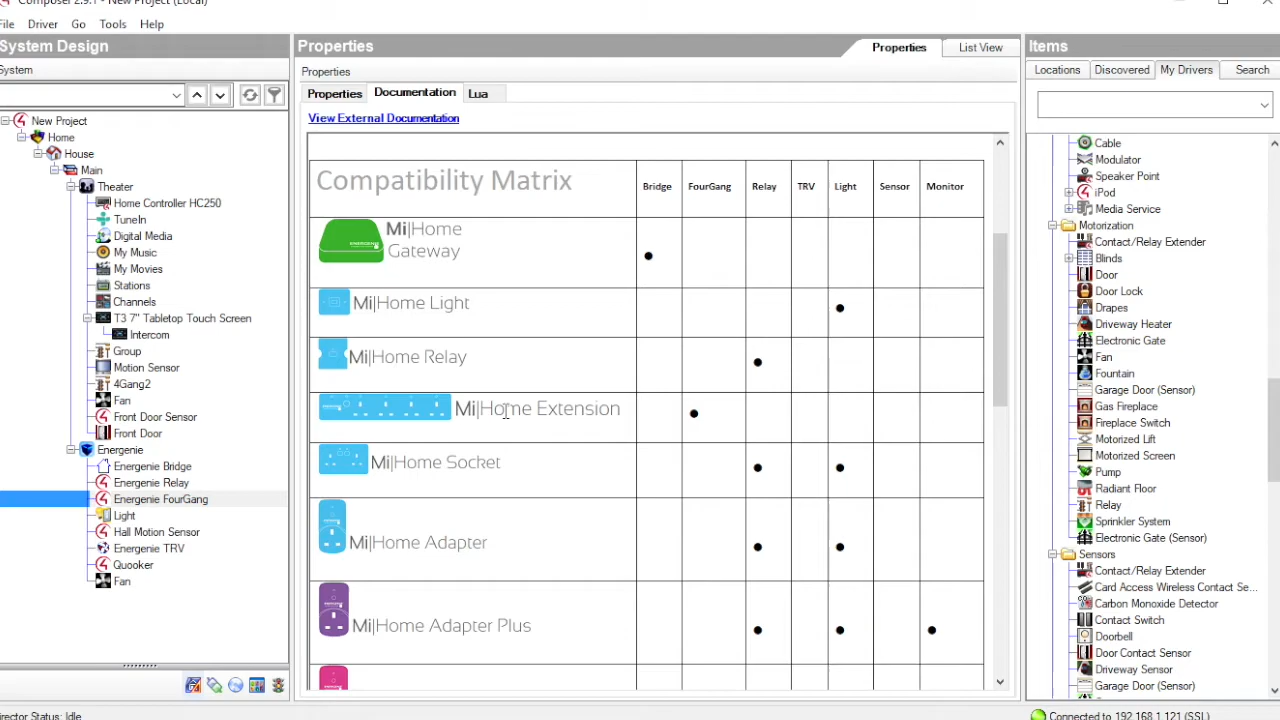 Composer 2.9.1 - New Project (Local)
File Driver Go Tools Help
System Design
System
New Project
Home
House
Main
Theater
Home Controller HC250
TuneIn
Digital Media
My Music
My Movies
Stations
Channels
T3 7" Tabletop Touch Screen
Intercom
Group
Motion Sensor
4Gang2
Fan
Front Door Sensor
Front Door
Energenie
Energenie Bridge
Energenie Relay
Energenie FourGang
Light
Hall Motion Sensor
Energenie TRV
Quooker
Fan
Director Status: Idle
Properties
Properties List View
Properties
Properties Documentation Lua
View External Documentation
Compatibility Matrix Bridge FourGang Relay TRV Light Sensor Monitor
Mi|Home
Gateway
Mi|Home Light
Mi|Home Relay
Mi|Home Extension
Mi|Home Socket
Mi|Home Adapter
Mi|Home Adapter Plus
Items
Locations Discovered My Drivers Search
Cable
Modulator
Speaker Point
iPod
Media Service
Motorization
Contact/Relay Extender
Blinds
Door
Door Lock
Drapes
Driveway Heater
Electronic Gate
Fan
Fountain
Garage Door (Sensor)
Gas Fireplace
Fireplace Switch
Motorized Lift
Motorized Screen
Pump
Radiant Floor
Relay
Sprinkler System
Electronic Gate (Sensor)
Sensors
Contact/Relay Extender
Card Access Wireless Contact Se...
Carbon Monoxide Detector
Contact Switch
Doorbell
Door Contact Sensor
Driveway Sensor
Garage Door (Sensor)
Connected to 192.168.1.121 (SSL)